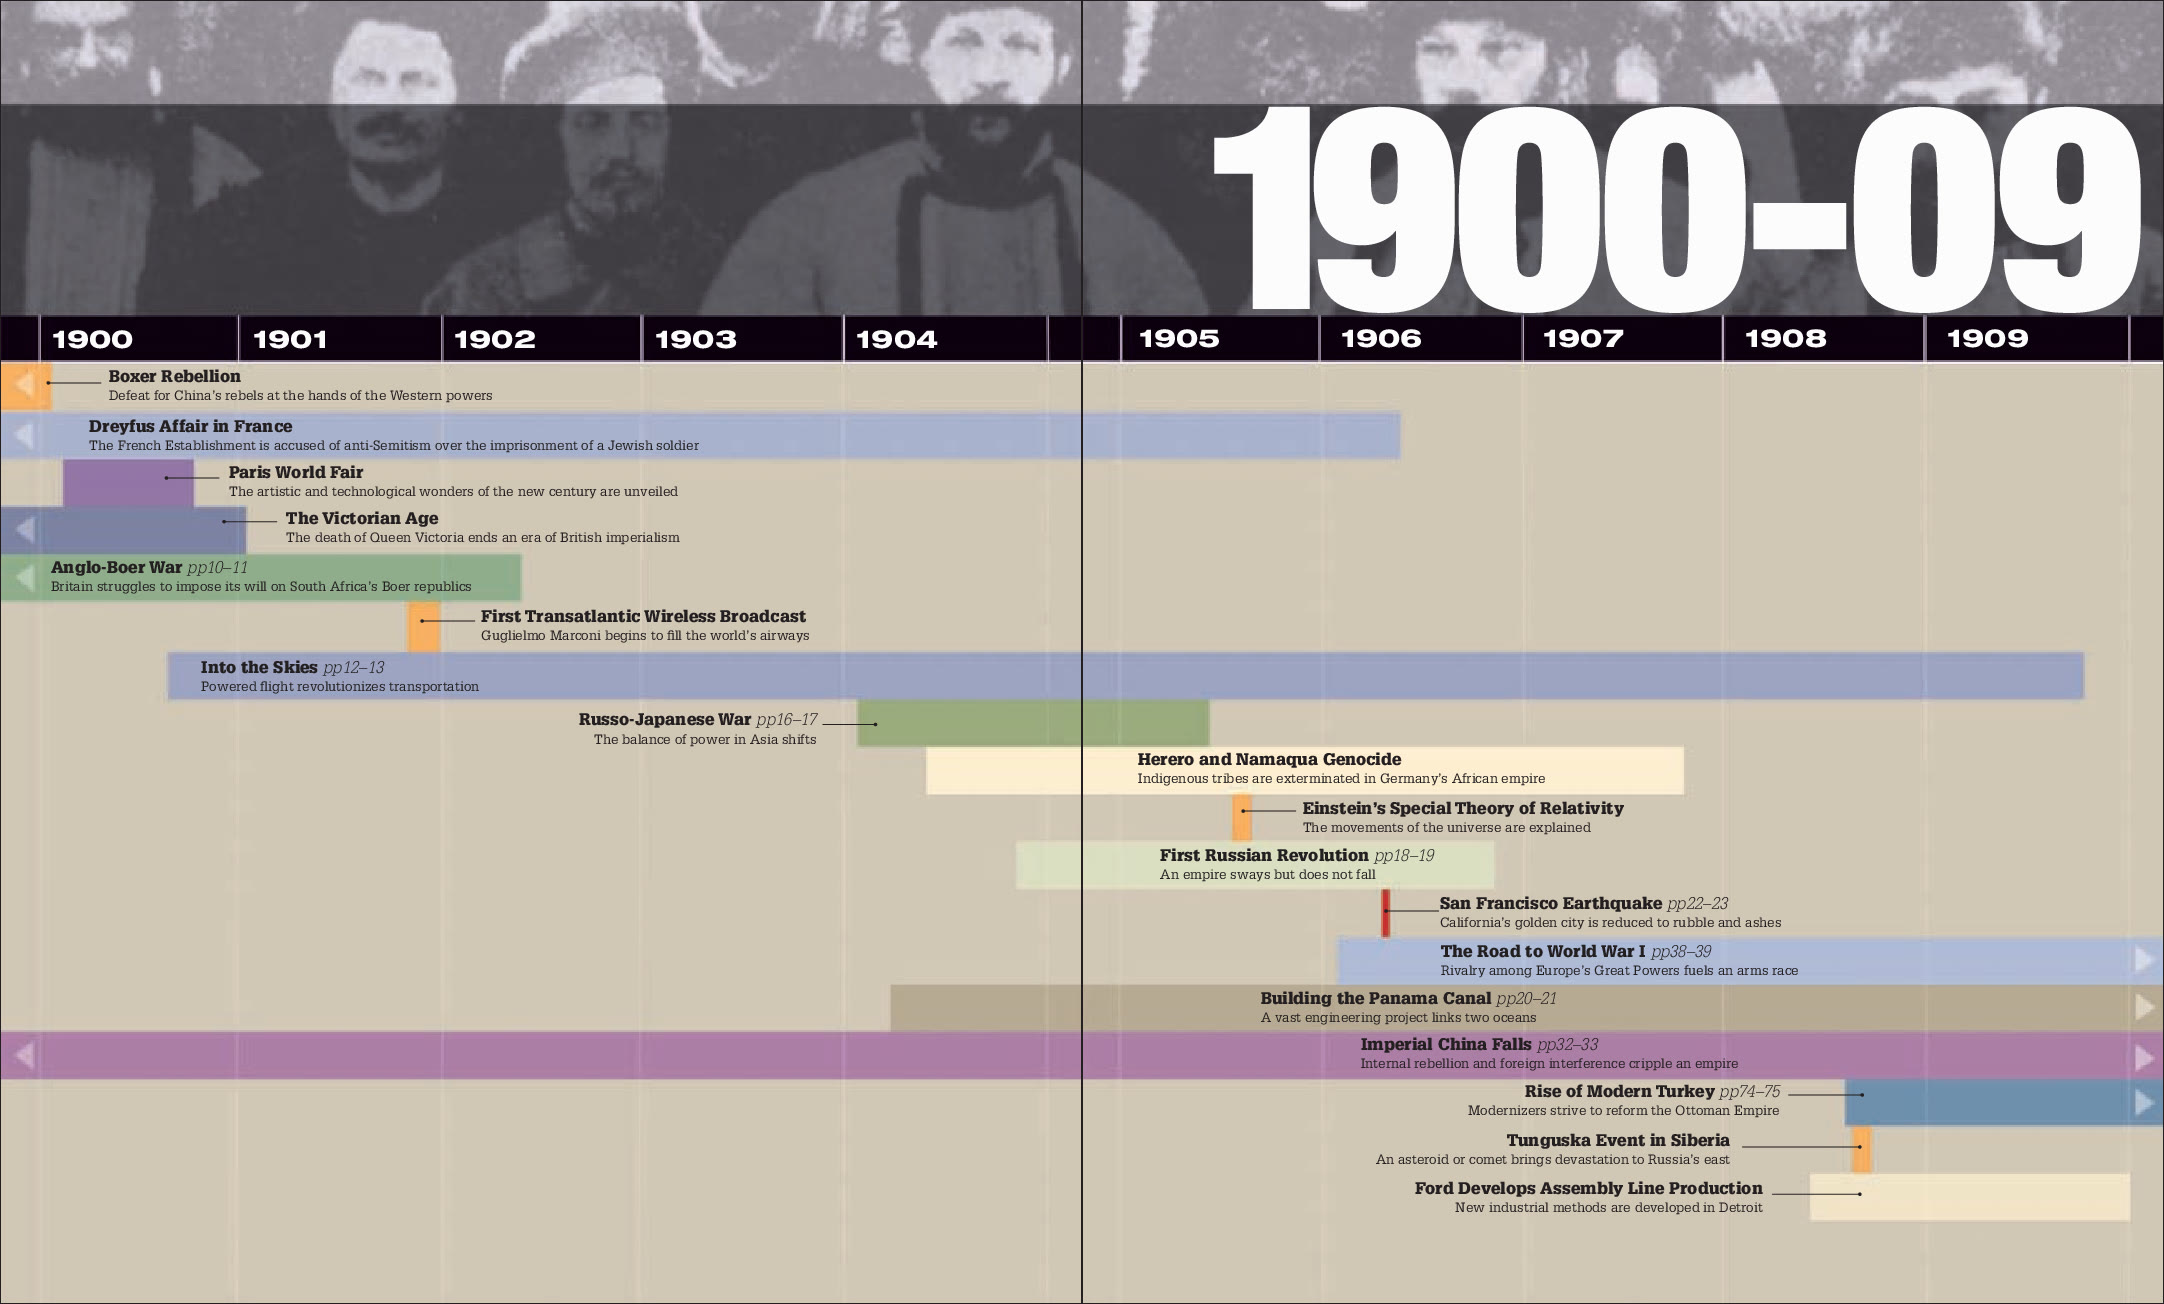 1900-09
1900 1901 1902 1903 1904 1905 1906 1907 1908 1909
Boxer Rebellion
Defeat for China's rebels at the hands of the Western powers
Dreyfus Affair in France
The French Establishment is accused of anti-Semitism over the imprisonment of a Jewish soldier
Paris World Fair
The artistic and technological wonders of the new century are unveiled
The Victorian Age
The death of Queen Victoria ends an era of British imperialism
Anglo-Boer War pp10–11
Britain struggles to impose its will on South Africa's Boer republics
First Transatlantic Wireless Broadcast
Guglielmo Marconi begins to fill the world's airways
Into the Skies pp12–13
Powered flight revolutionizes transportation
Russo-Japanese War pp16–17
The balance of power in Asia shifts
Herero and Namaqua Genocide
Indigenous tribes are exterminated in Germany's African empire
Einstein's Special Theory of Relativity
The movements of the universe are explained
First Russian Revolution pp18–19
An empire sways but does not fall
San Francisco Earthquake pp22–23
California's golden city is reduced to rubble and ashes
The Road to World War I pp38–39
Rivalry among Europe's Great Powers fuels an arms race
Building the Panama Canal pp20–21
A vast engineering project links two oceans
Imperial China Falls pp32–33
Internal rebellion and foreign interference cripple an empire
Rise of Modern Turkey pp74–75
Modernizers strive to reform the Ottoman Empire
Tunguska Event in Siberia
An asteroid or comet brings devastation to Russia's east
Ford Develops Assembly Line Production
New industrial methods are developed in Detroit